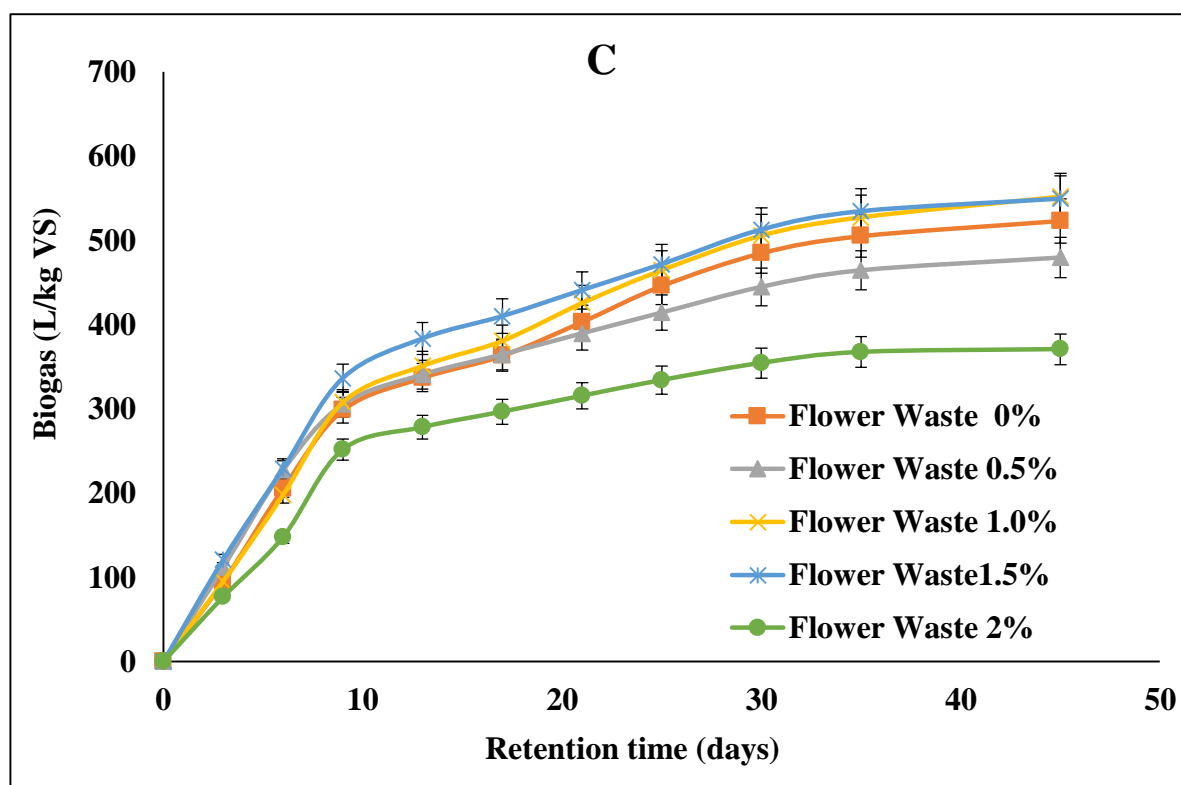 C
700
600
500
400
300
200
100
0
Biogas (L/kg VS)
0 10 20 30 40 50
Retention time (days)
Flower Waste  0%
Flower Waste 0.5%
Flower Waste 1.0%
Flower Waste1.5%
Flower Waste 2%